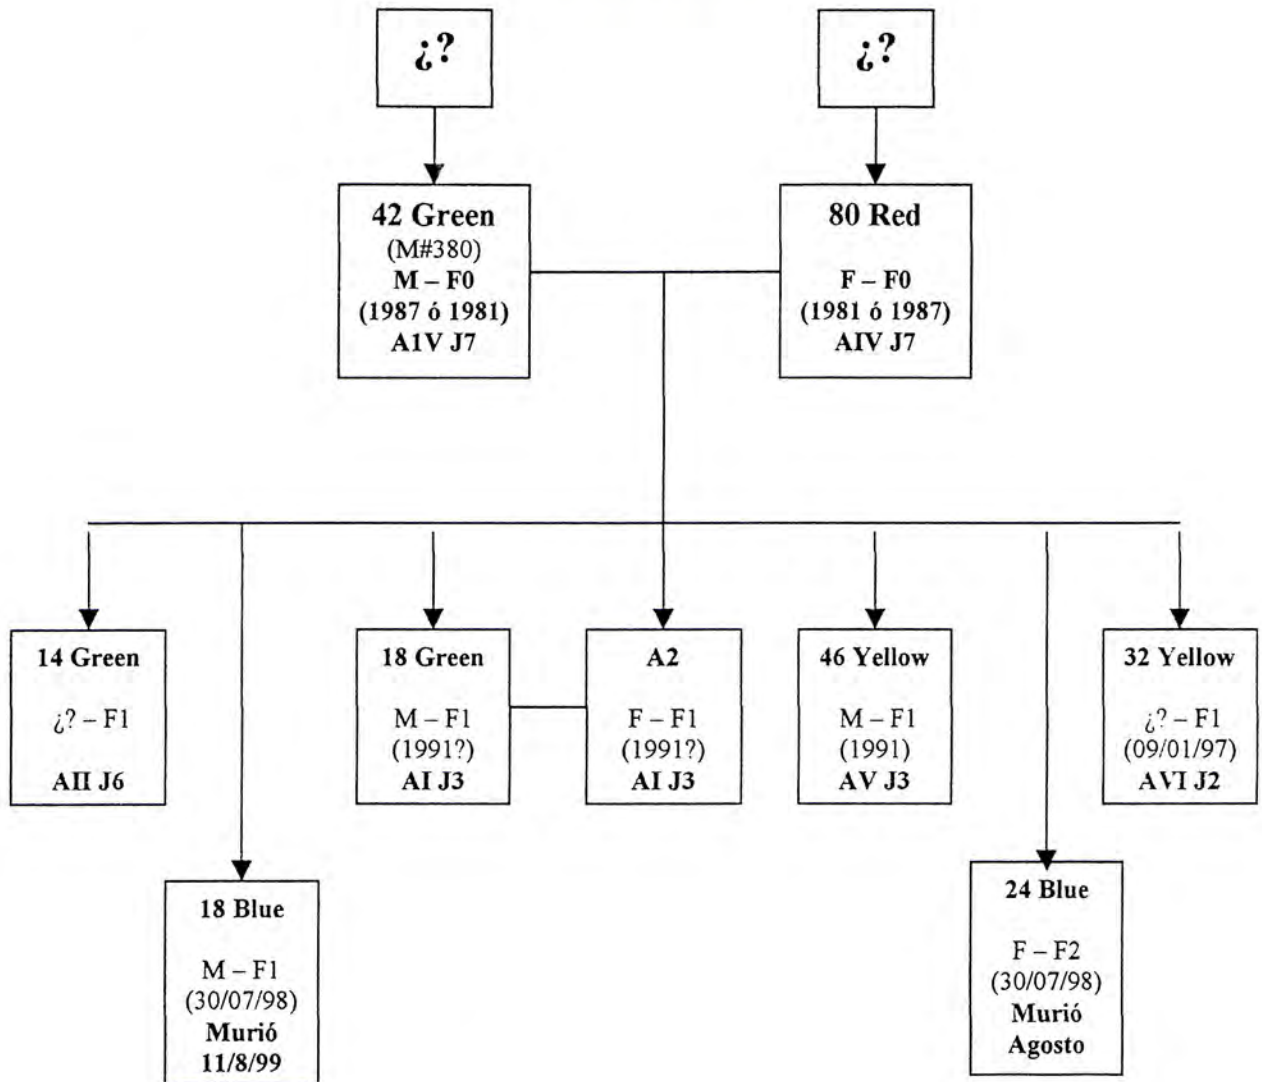 ¿?
¿?
42 Green
(M#380)
M – F0
(1987 ó 1981)
A1V J7
80 Red
F – F0
(1981 ó 1987)
AIV J7
14 Green
¿? – F1
AII J6
18 Green
M – F1
(1991?)
AI J3
A2
F – F1
(1991?)
AI J3
46 Yellow
M – F1
(1991)
AV J3
32 Yellow
¿? – F1
(09/01/97)
AVI J2
18 Blue
M – F1
(30/07/98)
Murió
11/8/99
24 Blue
F – F2
(30/07/98)
Murió
Agosto